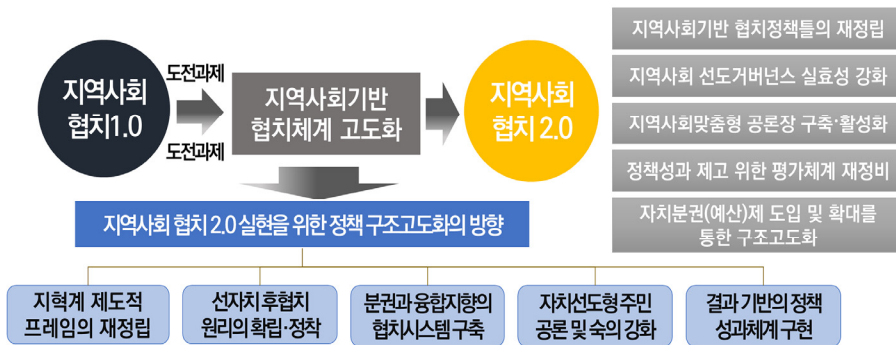 지역사회
협치1.0
도전과제
도전과제
지역사회기반
협치체계 고도화
지역사회
협치 2.0
지역사회기반 협치정책틀의 재정립
지역사회 선도거버넌스 실효성 강화
지역사회맞춤형 공론장 구축·활성화
정책성과 제고 위한 평가체계 재정비
자치분권(예산)제 도입 및 확대를
통한 구조고도화
지역사회 협치 2.0 실현을 위한 정책 구조고도화의 방향
지혁계 제도적
프레임의 재정립
선자치 후협치
원리의 확립·정착
분권과 융합지향의
협치시스템 구축
자치선도형 주민
공론 및 숙의 강화
결과 기반의 정책
성과체계 구현